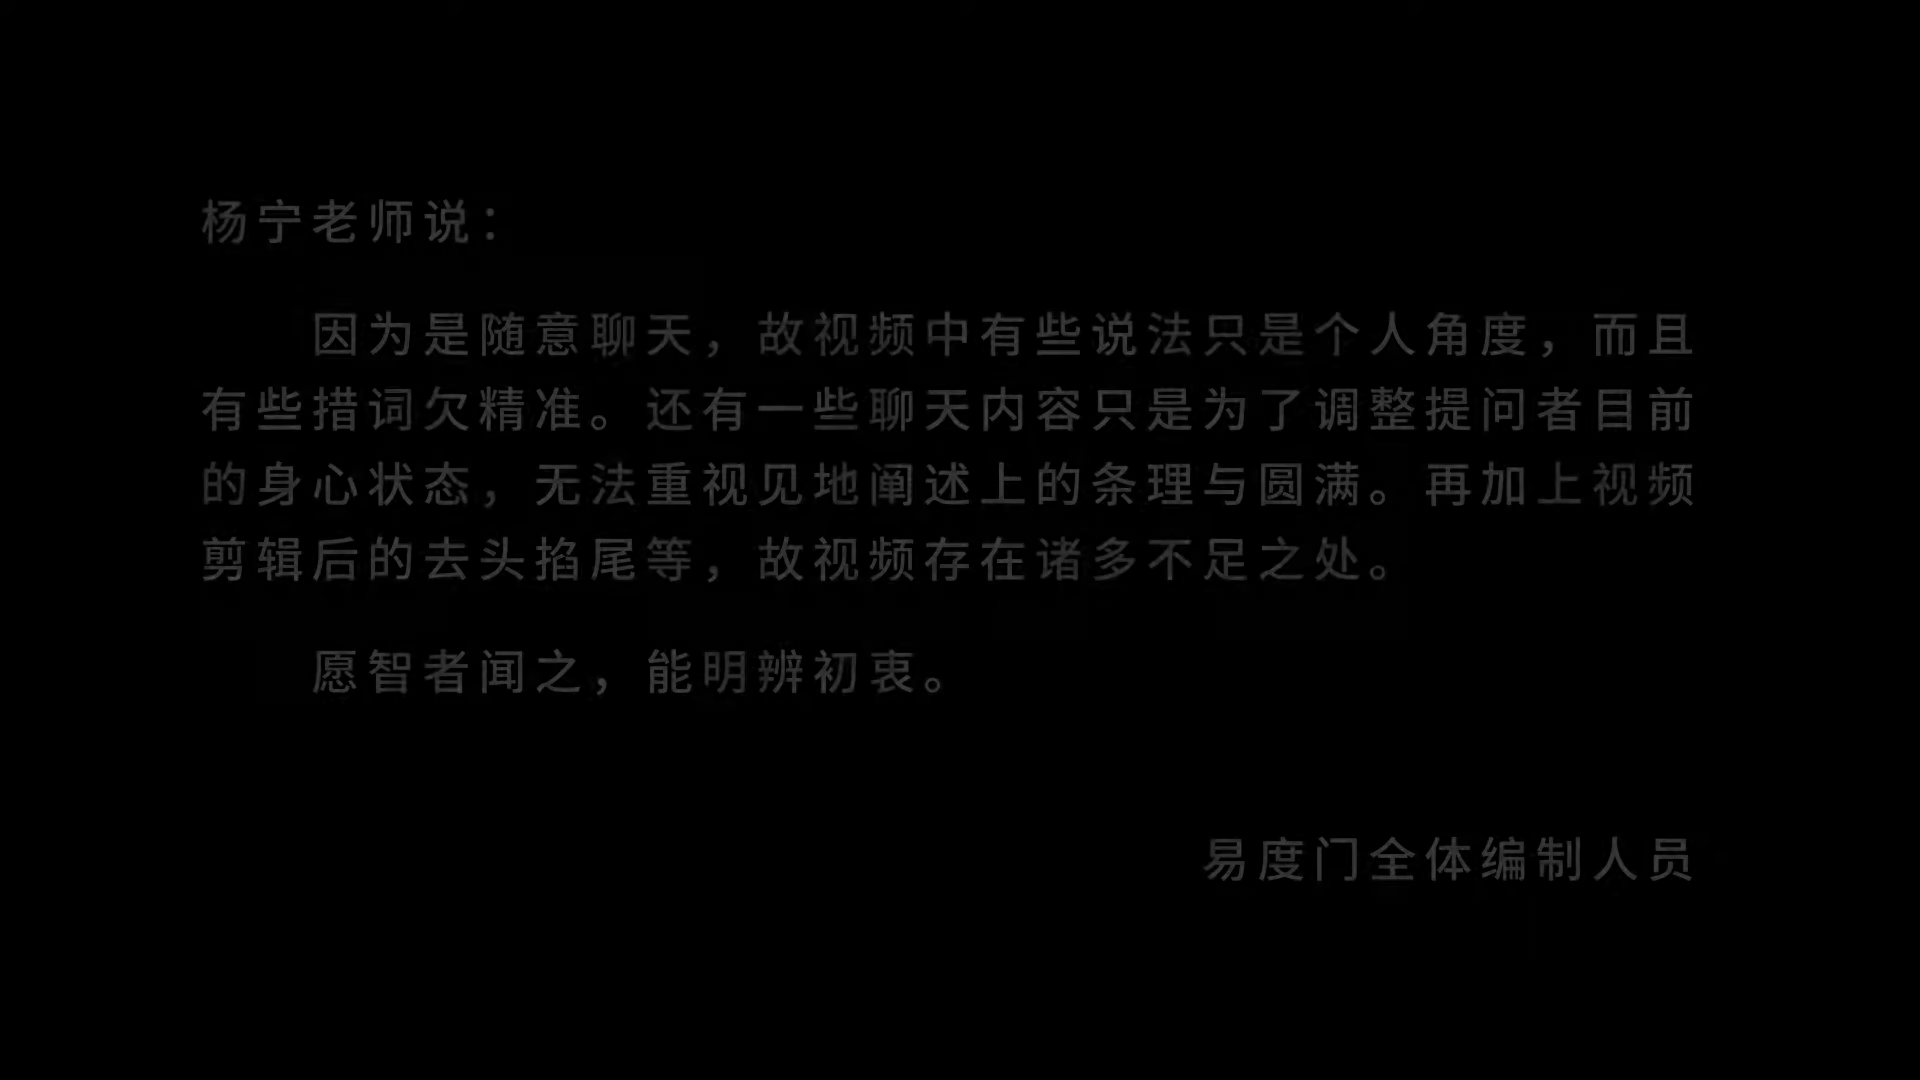 杨宁老师说：
因为是随意聊天，故视频中有些说法只是个人角度，而且
有些措词欠精准。还有一些聊天内容只是为了调整提问者目前
的身心状态，无法重视见地阐述上的条理与圆满。再加上视频
剪辑后的去头掐尾等，故视频存在诸多不足之处。
愿智者闻之，能明辨初衷。
易度门全体编制人员